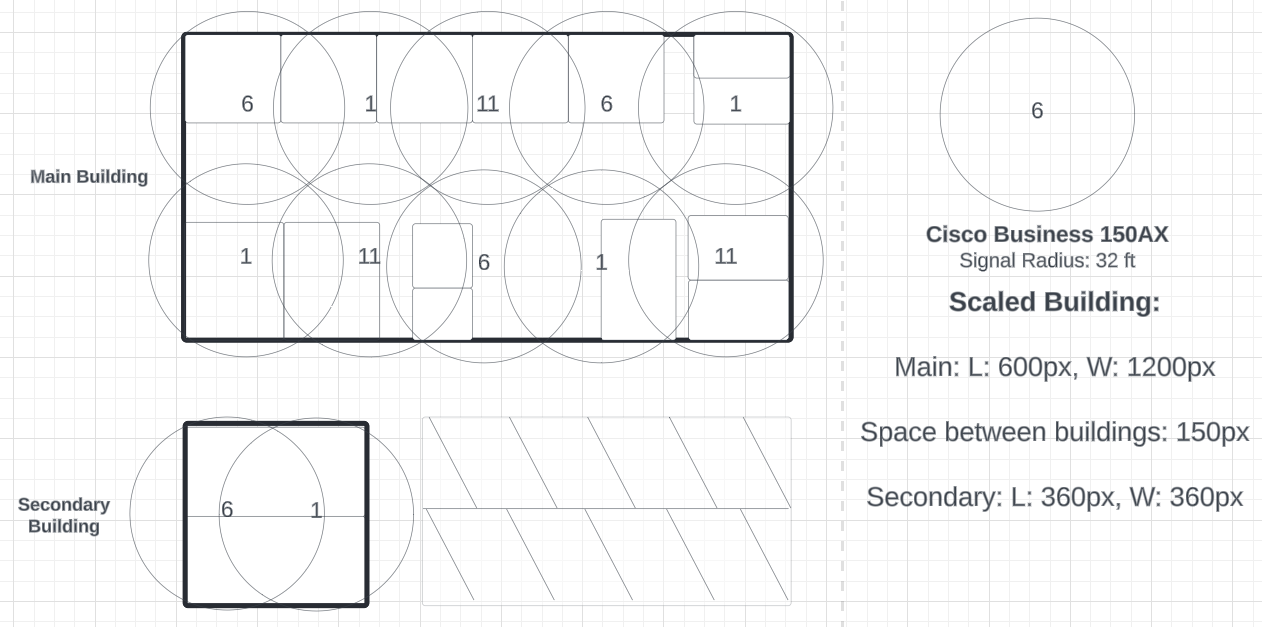 6 1 11 6 1
Main Building
1 11 6 1 11
Secondary
Building
6 1
6
Cisco Business 150AX
Signal Radius: 32 ft
Scaled Building:
Main: L: 600px, W: 1200px
Space between buildings: 150px
Secondary: L: 360px, W: 360px